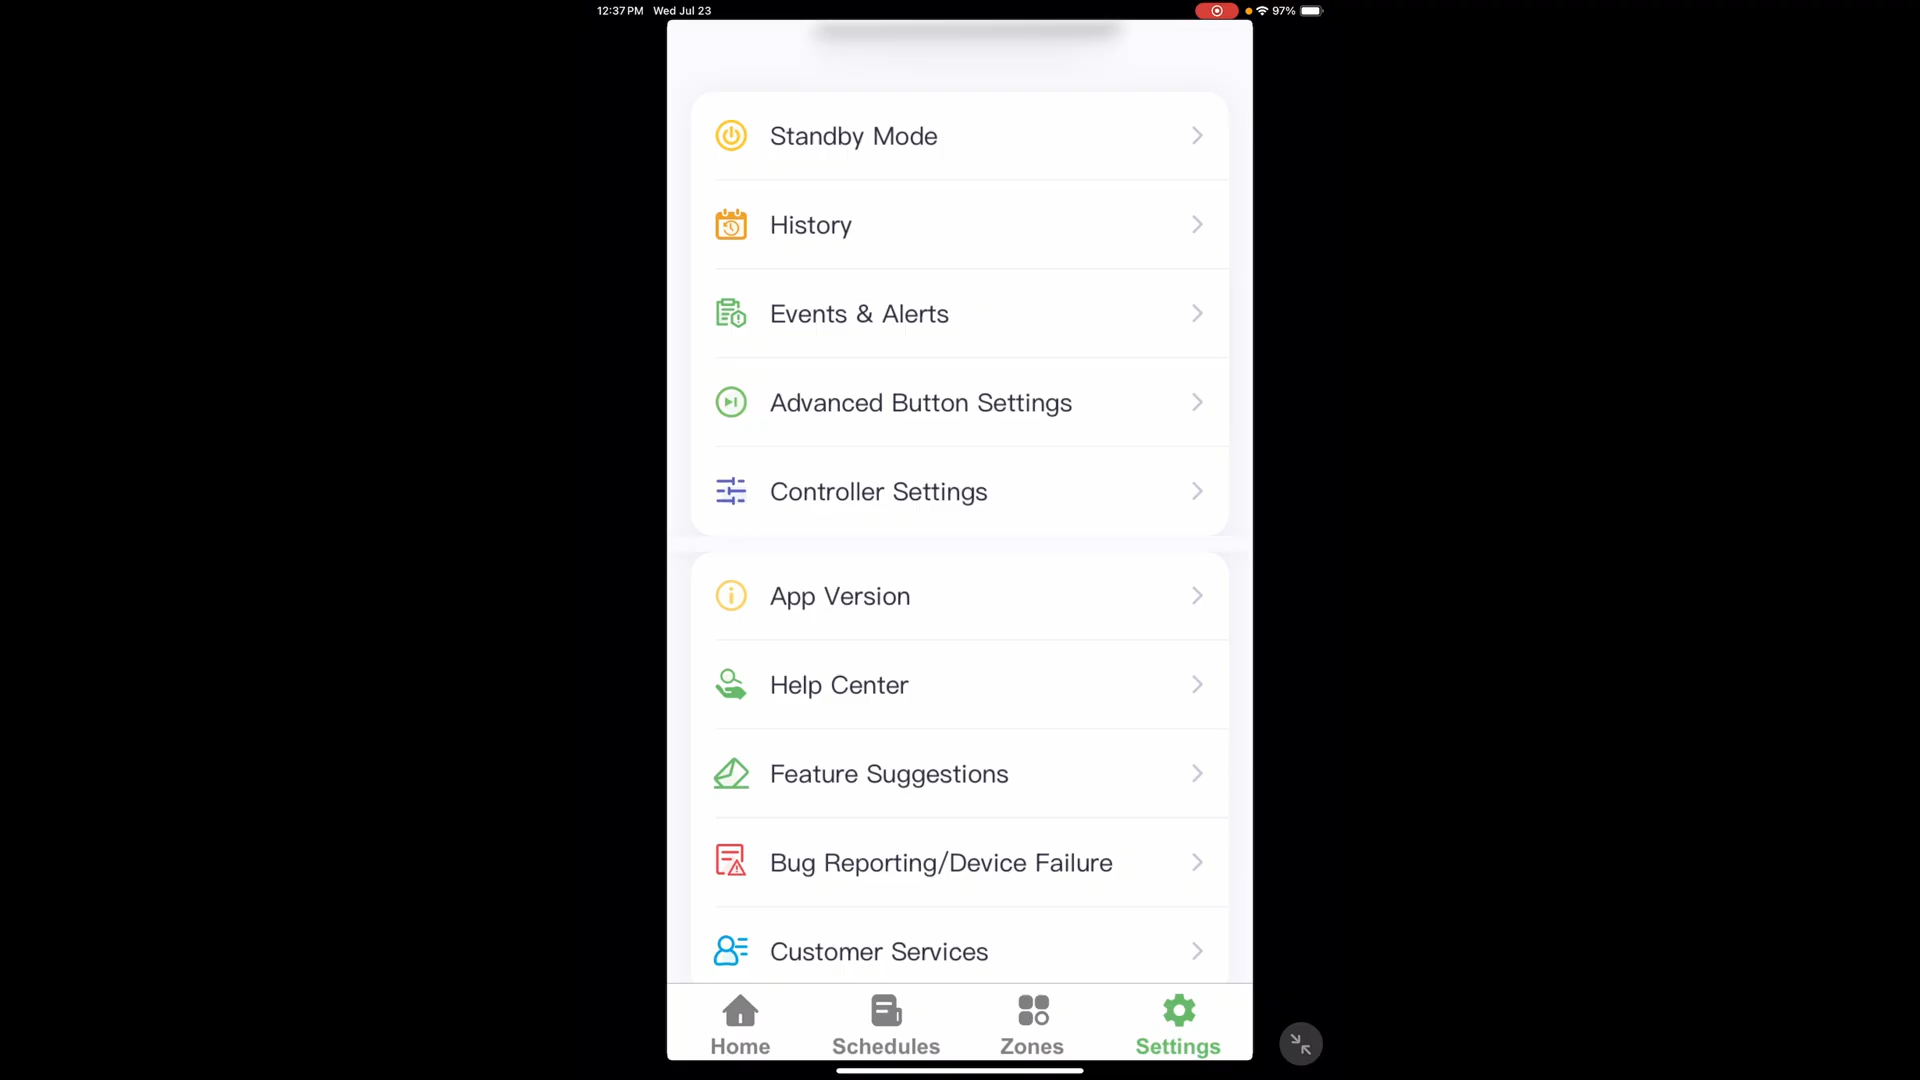 12:37 PM Wed Jul 23
97%
Standby Mode
History
Events & Alerts
Advanced Button Settings
Controller Settings
App Version
Help Center
Feature Suggestions
Bug Reporting/Device Failure
Customer Services
Home Schedules Zones Settings